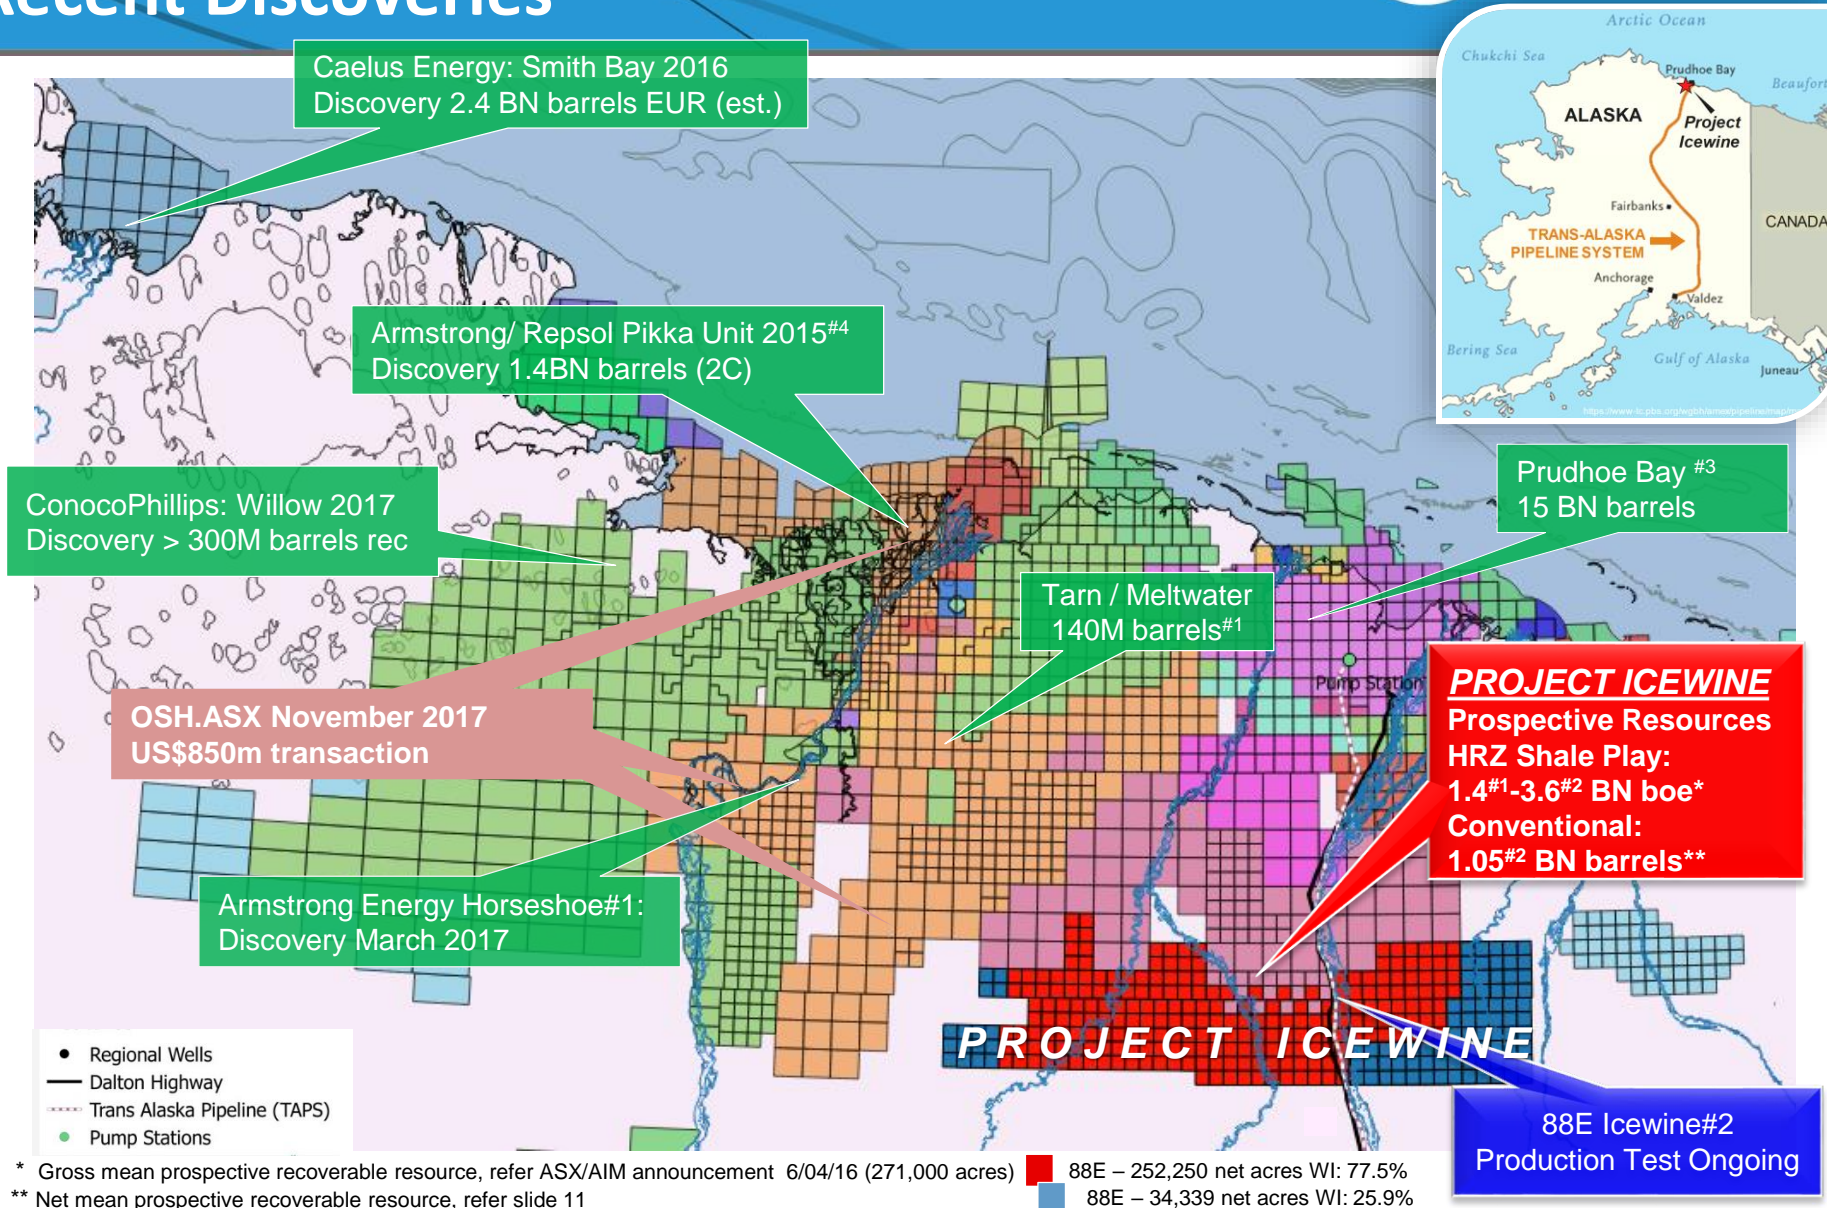 Recent Discoveries
Caelus Energy: Smith Bay 2016
Discovery 2.4 BN barrels EUR (est.)
Arctic Ocean
Chukchi Sea
Prudhoe Bay
Beaufort
ALASKA
Project
Icewine
Fairbanks
CANADA
TRANS-ALASKA
PIPELINE SYSTEM
Anchorage
Valdez
Bering Sea
Gulf of Alaska
Juneau
Armstrong/ Repsol Pikka Unit 2015#4
Discovery 1.4BN barrels (2C)
Prudhoe Bay #3
15 BN barrels
ConocoPhillips: Willow 2017
Discovery > 300M barrels rec
Tarn / Meltwater
140M barrels#1
Pump Station
OSH.ASX November 2017
US$850m transaction
PROJECT ICEWINE
Prospective Resources
HRZ Shale Play:
1.4#1-3.6#2 BN boe*
Conventional:
1.05#2 BN barrels**
Armstrong Energy Horseshoe#1:
Discovery March 2017
PROJECT ICEWINE
Regional Wells
Dalton Highway
Trans Alaska Pipeline (TAPS)
Pump Stations
88E Icewine#2
Production Test Ongoing
* Gross mean prospective recoverable resource, refer ASX/AIM announcement 6/04/16 (271,000 acres)
88E – 252,250 net acres WI: 77.5%
** Net mean prospective recoverable resource, refer slide 11
88E – 34,339 net acres WI: 25.9%